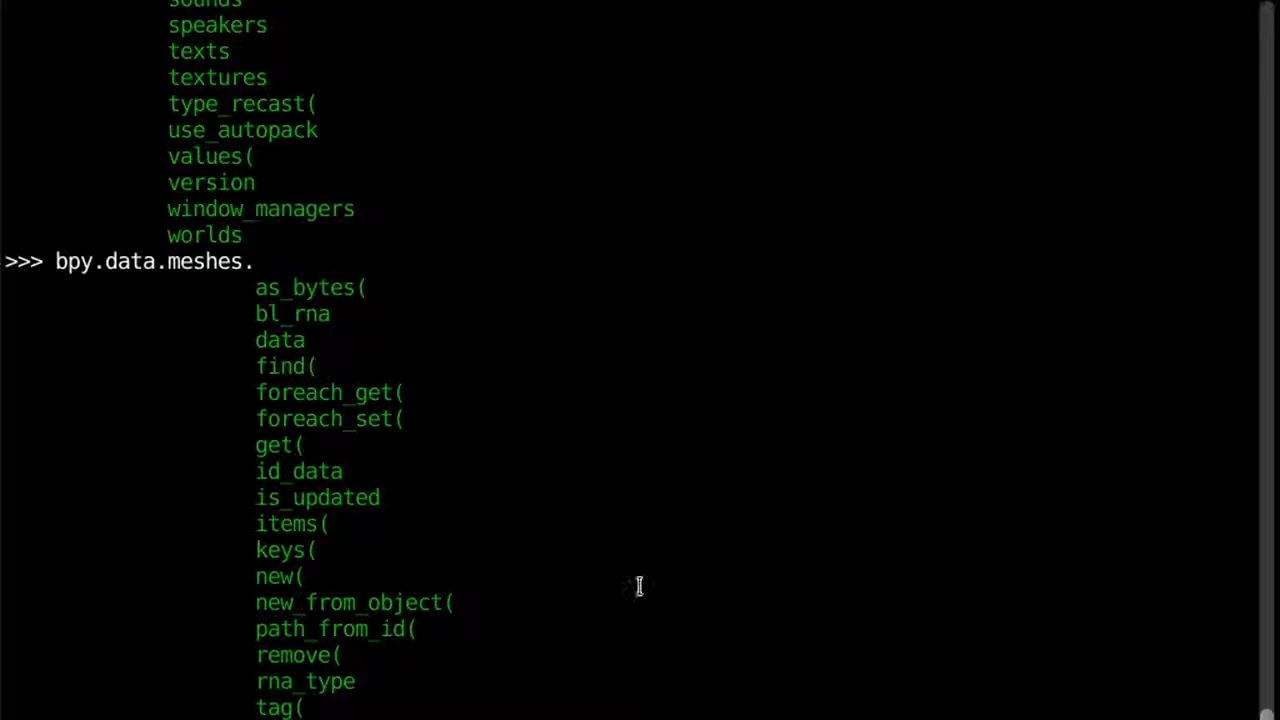 sounds
speakers
texts
textures
type_recast(
use_autopack
values(
version
window_managers
worlds
>>> bpy.data.meshes.
as_bytes(
bl_rna
data
find(
foreach_get(
foreach_set(
get(
id_data
is_updated
items(
keys(
new(
new_from_object(
path_from_id(
remove(
rna_type
tag(